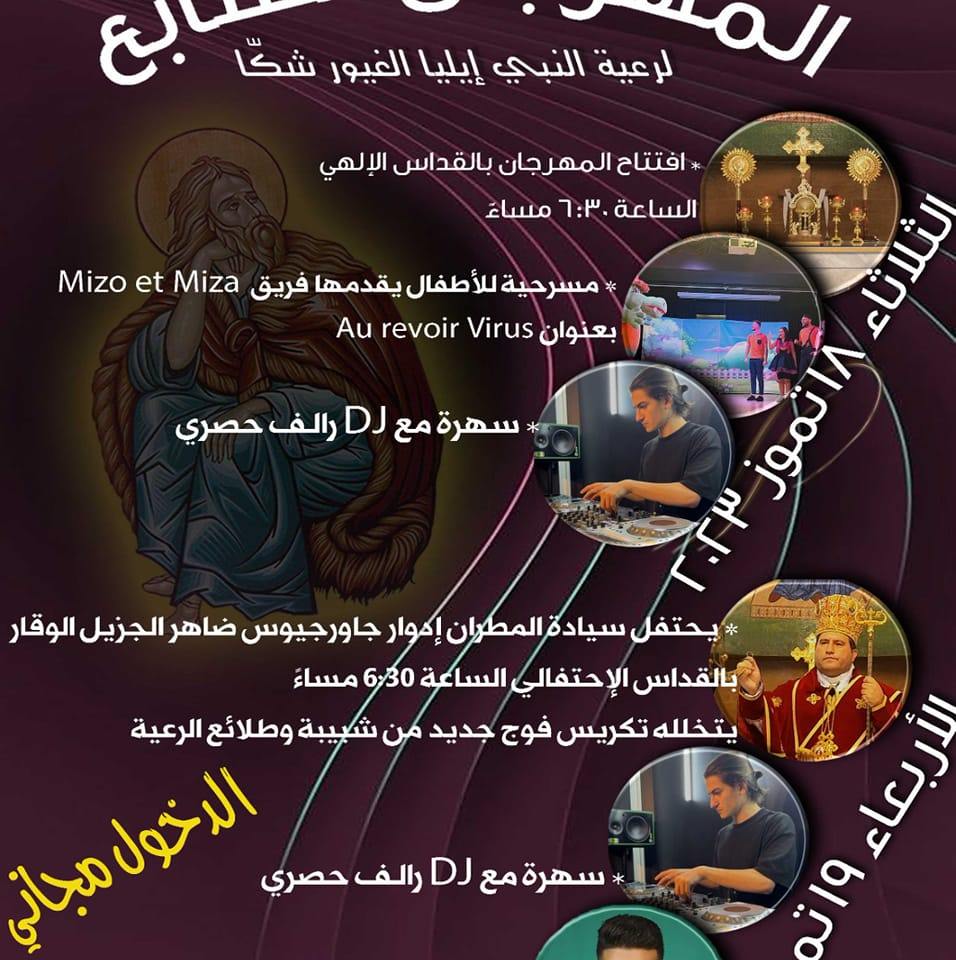 لرعية النبي إيليا الغيور شكّا
* افتتاح المهرجان بالقداس الإلهي
الساعة ٦:٣٠ مساءً
* مسرحية للأطفال يقدمها فريق Mizo et Miza
بعنوان Au revoir Virus
* سهرة مع DJ رالف حصري
الثلاثاء ١٨ تموز ٢٠٢٣
* يحتفل سيادة المطران إدوار جاورجيوس ضاهر الجزيل الوقار
بالقداس الإحتفالي الساعة 6:30 مساءً
يتخلله تكريس فوج جديد من شبيبة وطلائع الرعية
* سهرة مع DJ رالف حصري
الأربعاء ١٩
الدخول مجاني